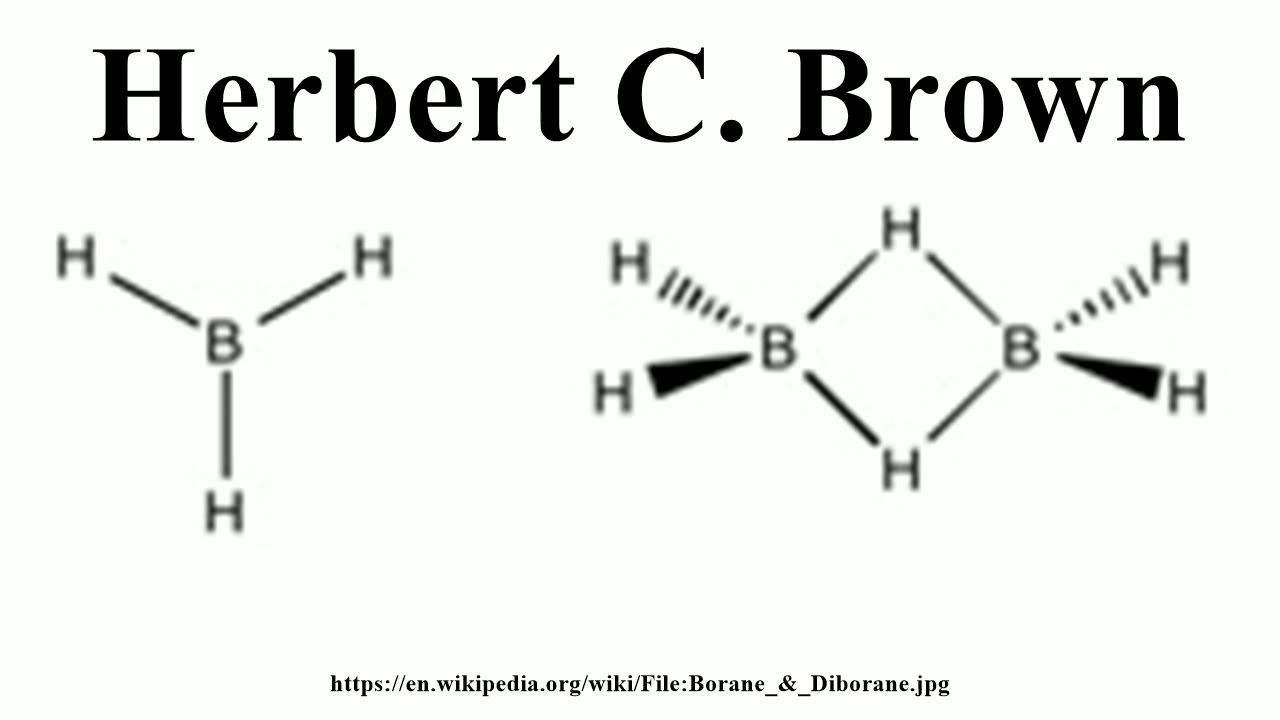 Herbert C. Brown
H H H H H
B B B
H H
H H
https://en.wikipedia.org/wiki/File:Borane_&_Diborane.jpg